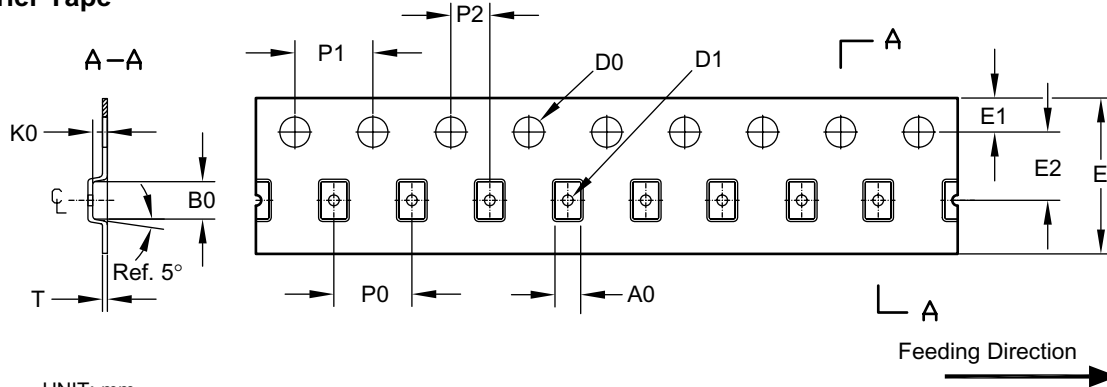 P2
P1
A
A-A
D0
D1
K0
E1
E2
E
B0
Ref. 5°
T
P0
A0
A
Feeding Direction